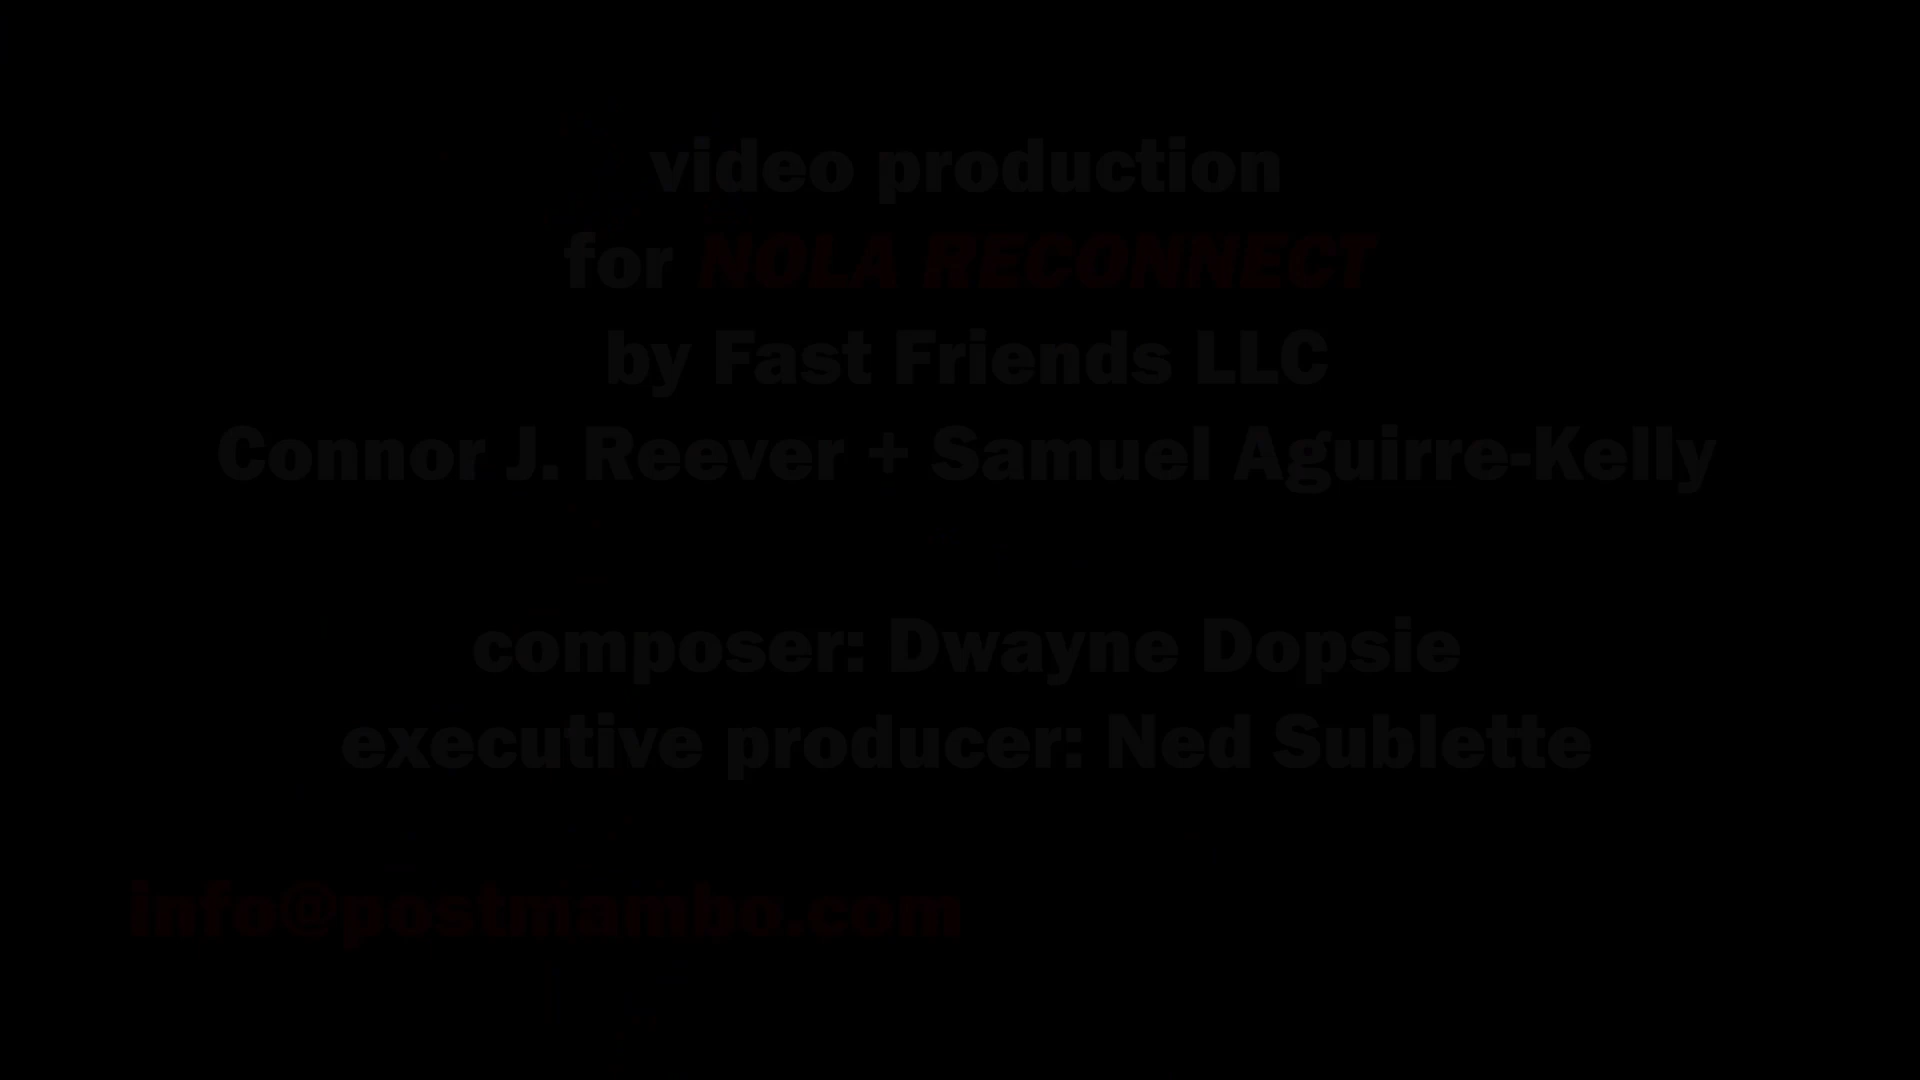 video production
for NOLA RECONNECT
by Fast Friends LLC
Connor J. Reever + Samuel Aguirre-Kelly
composer: Dwayne Dopsie
executive producer: Ned Sublette
info@postmambo.com